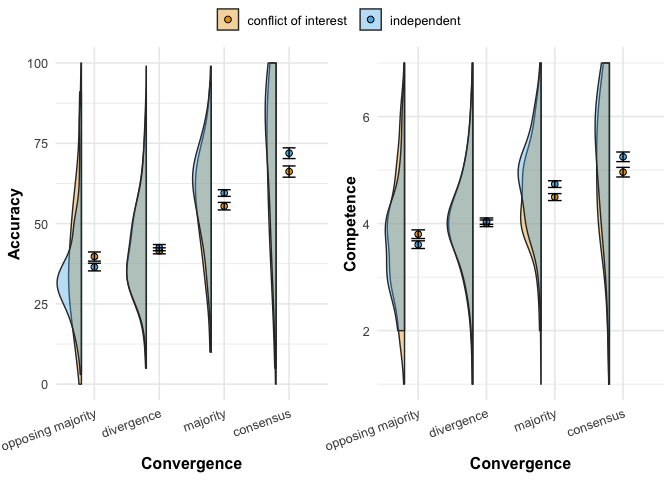 conflict of interest
independent
Accuracy
100
75
50
25
0
opposing majority
divergence
majority
consensus
Convergence
Competence
6
4
2
opposing majority
divergence
majority
consensus
Convergence